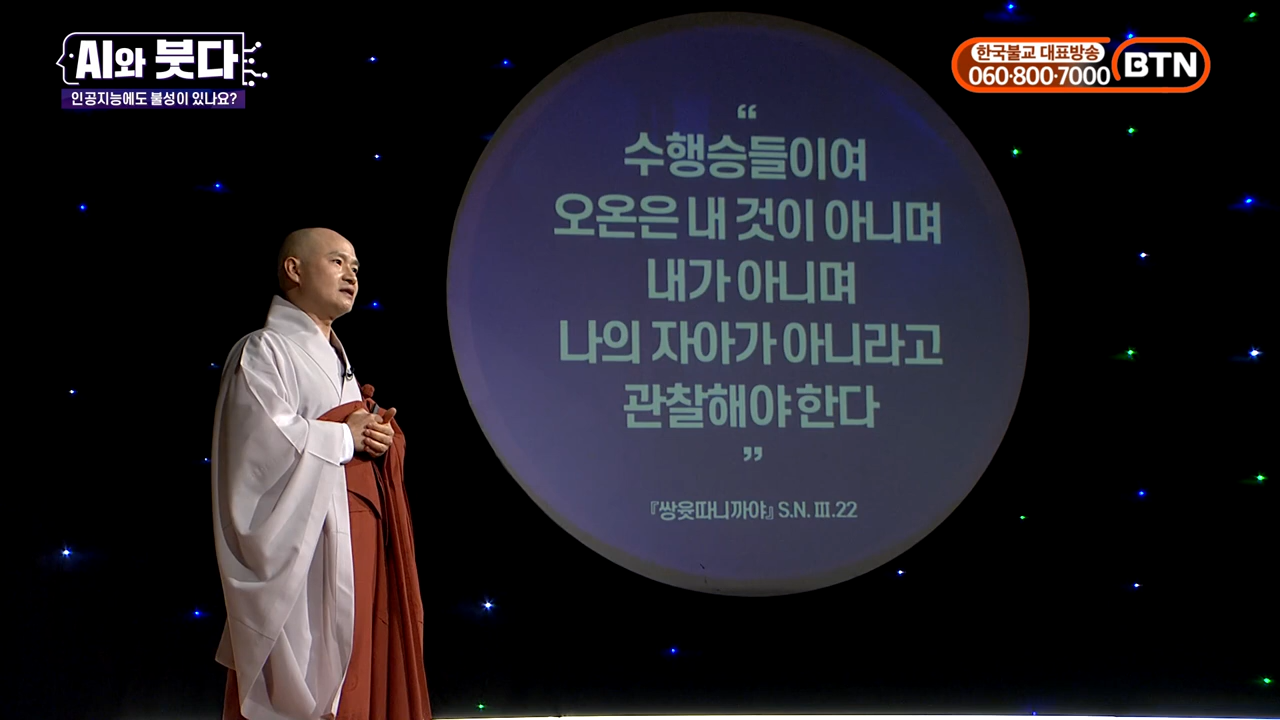 AI와 붓다
인공지능에도 불성이 있나요?
한국불교 대표방송
060·800·7000
BTN
“
수행승들이여
오온은 내 것이 아니며
내가 아니며
나의 자아가 아니라고
관찰해야 한다
”
『쌍윳따니까야』 S.N. Ⅲ.22